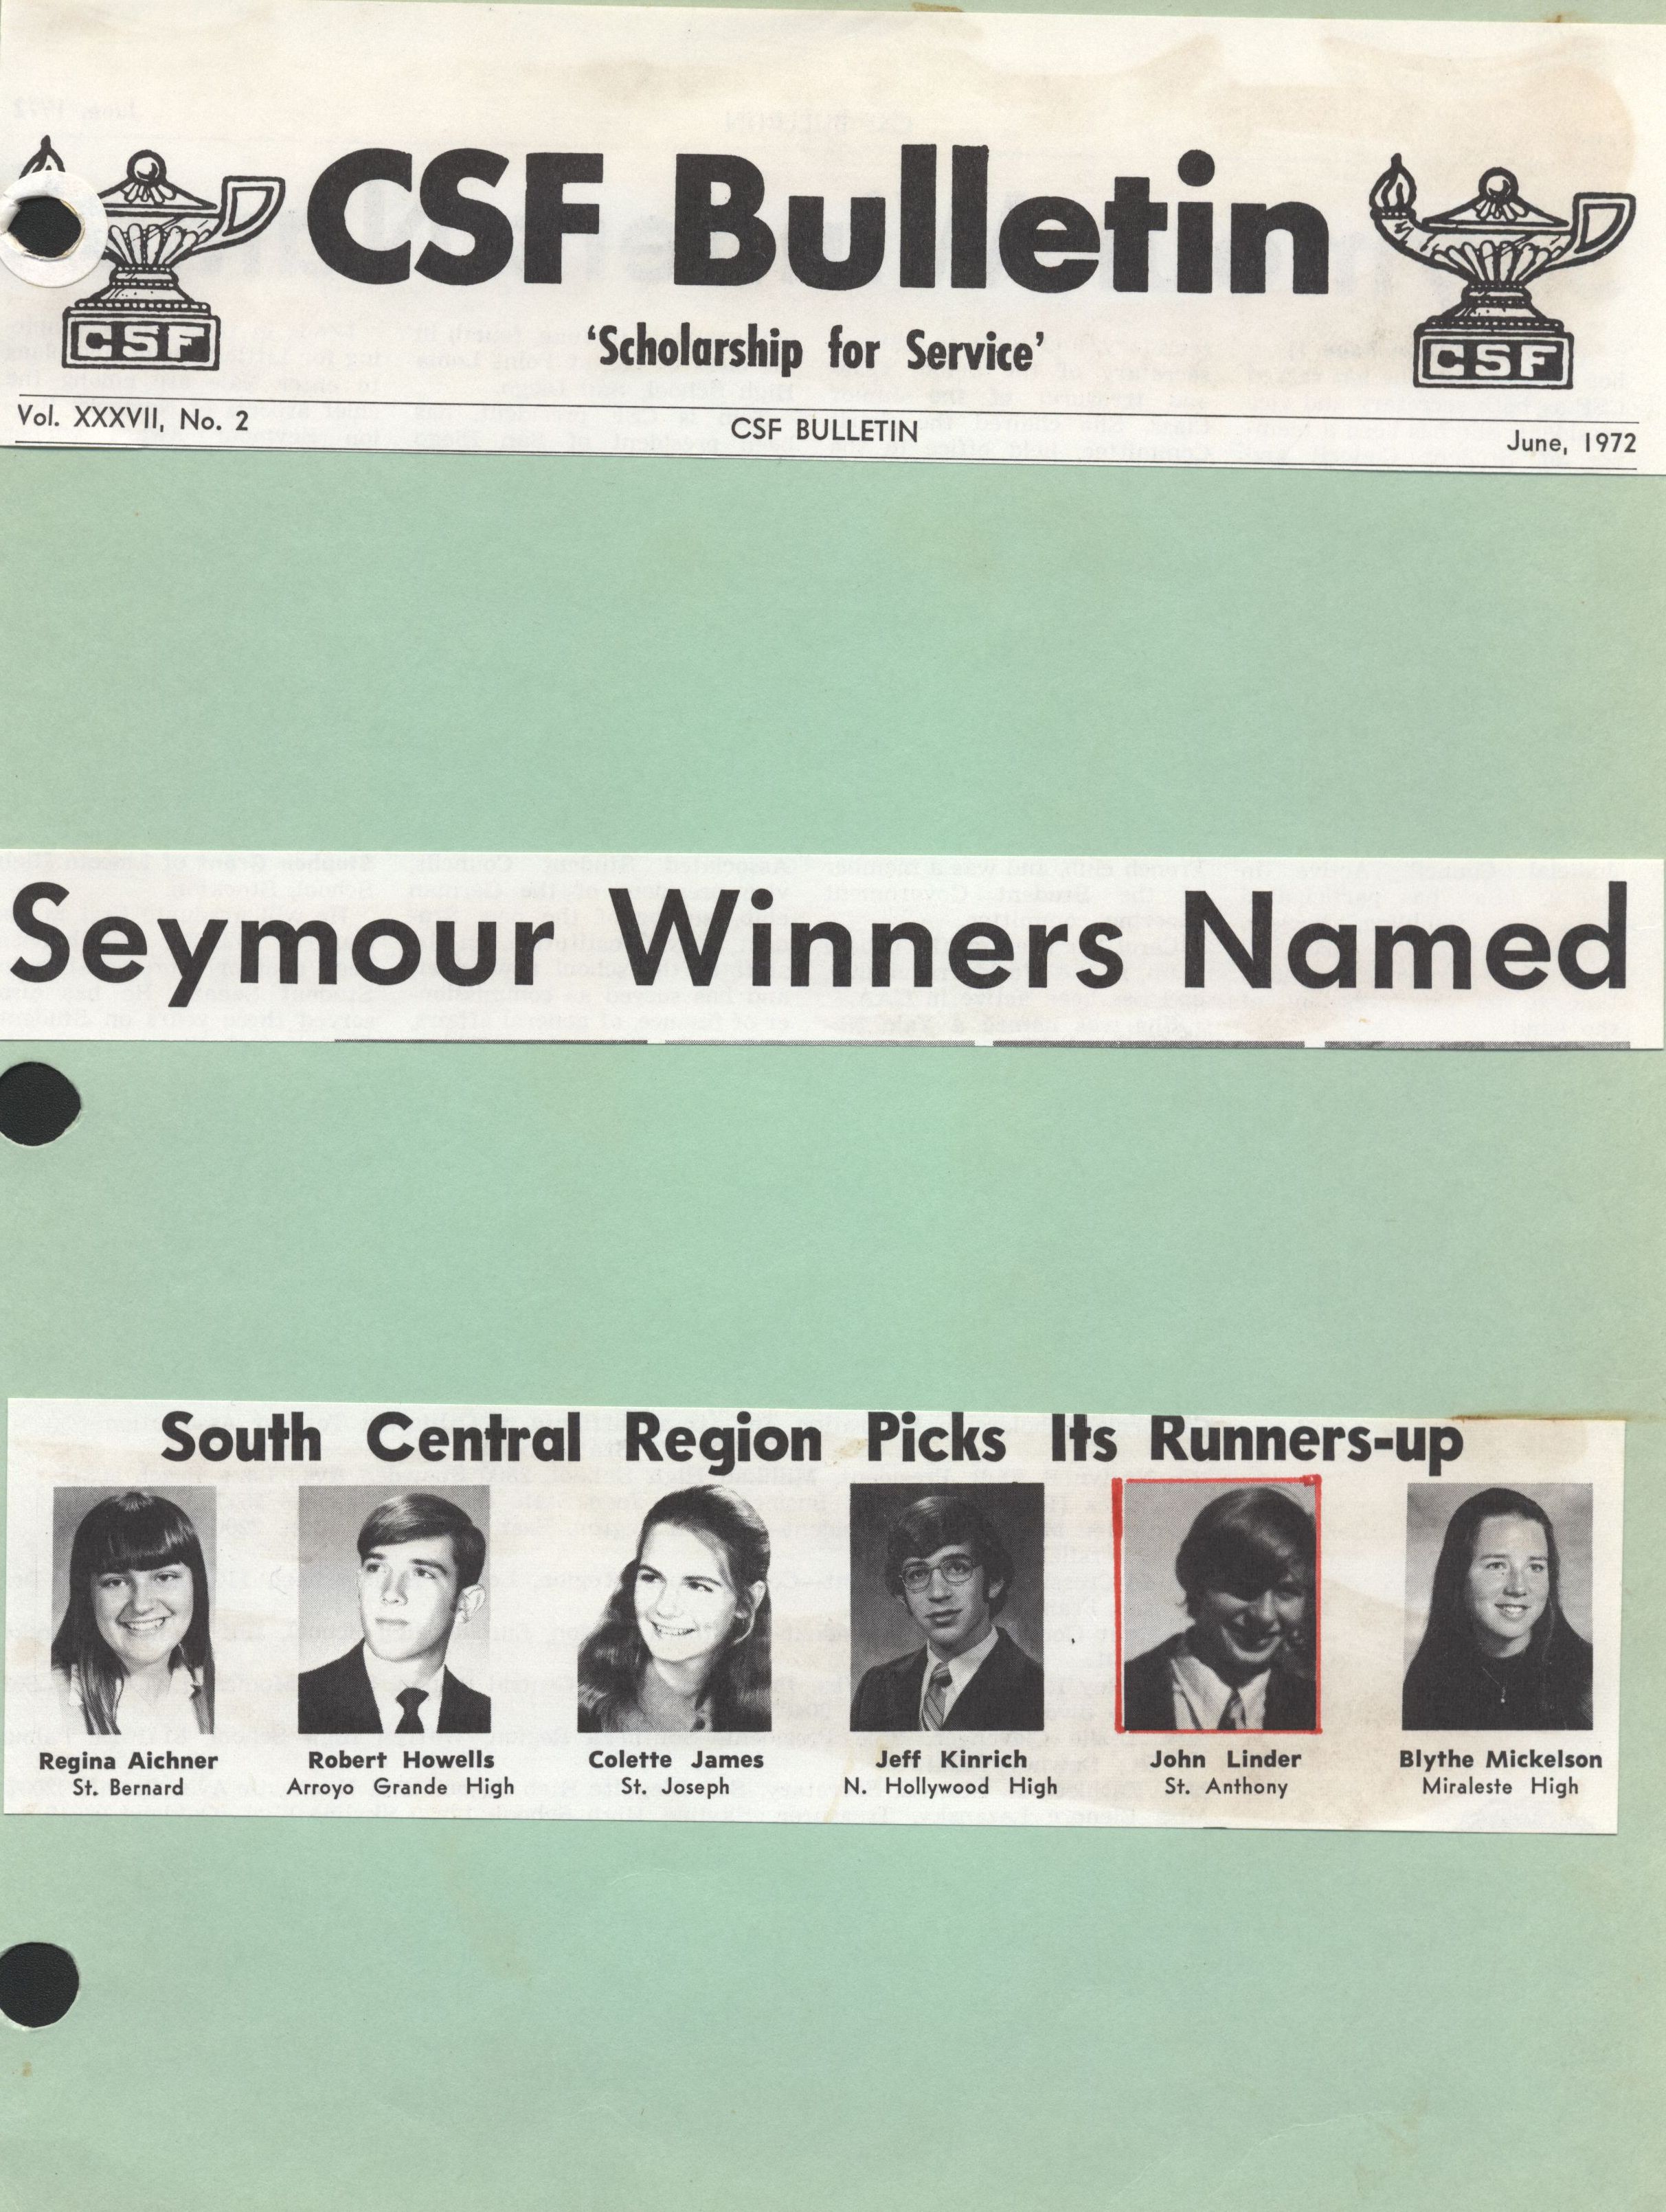 CSF Bulletin
CSF
CSF
'Scholarship for Service'
Vol. XXXVII, No. 2 CSF BULLETIN June, 1972
Seymour Winners Named
South Central Region Picks Its Runners-up
Regina Aichner Robert Howells Colette James Jeff Kinrich John Linder Blythe Mickelson
St. Bernard Arroyo Grande High St. Joseph N. Hollywood High St. Anthony Miraleste High